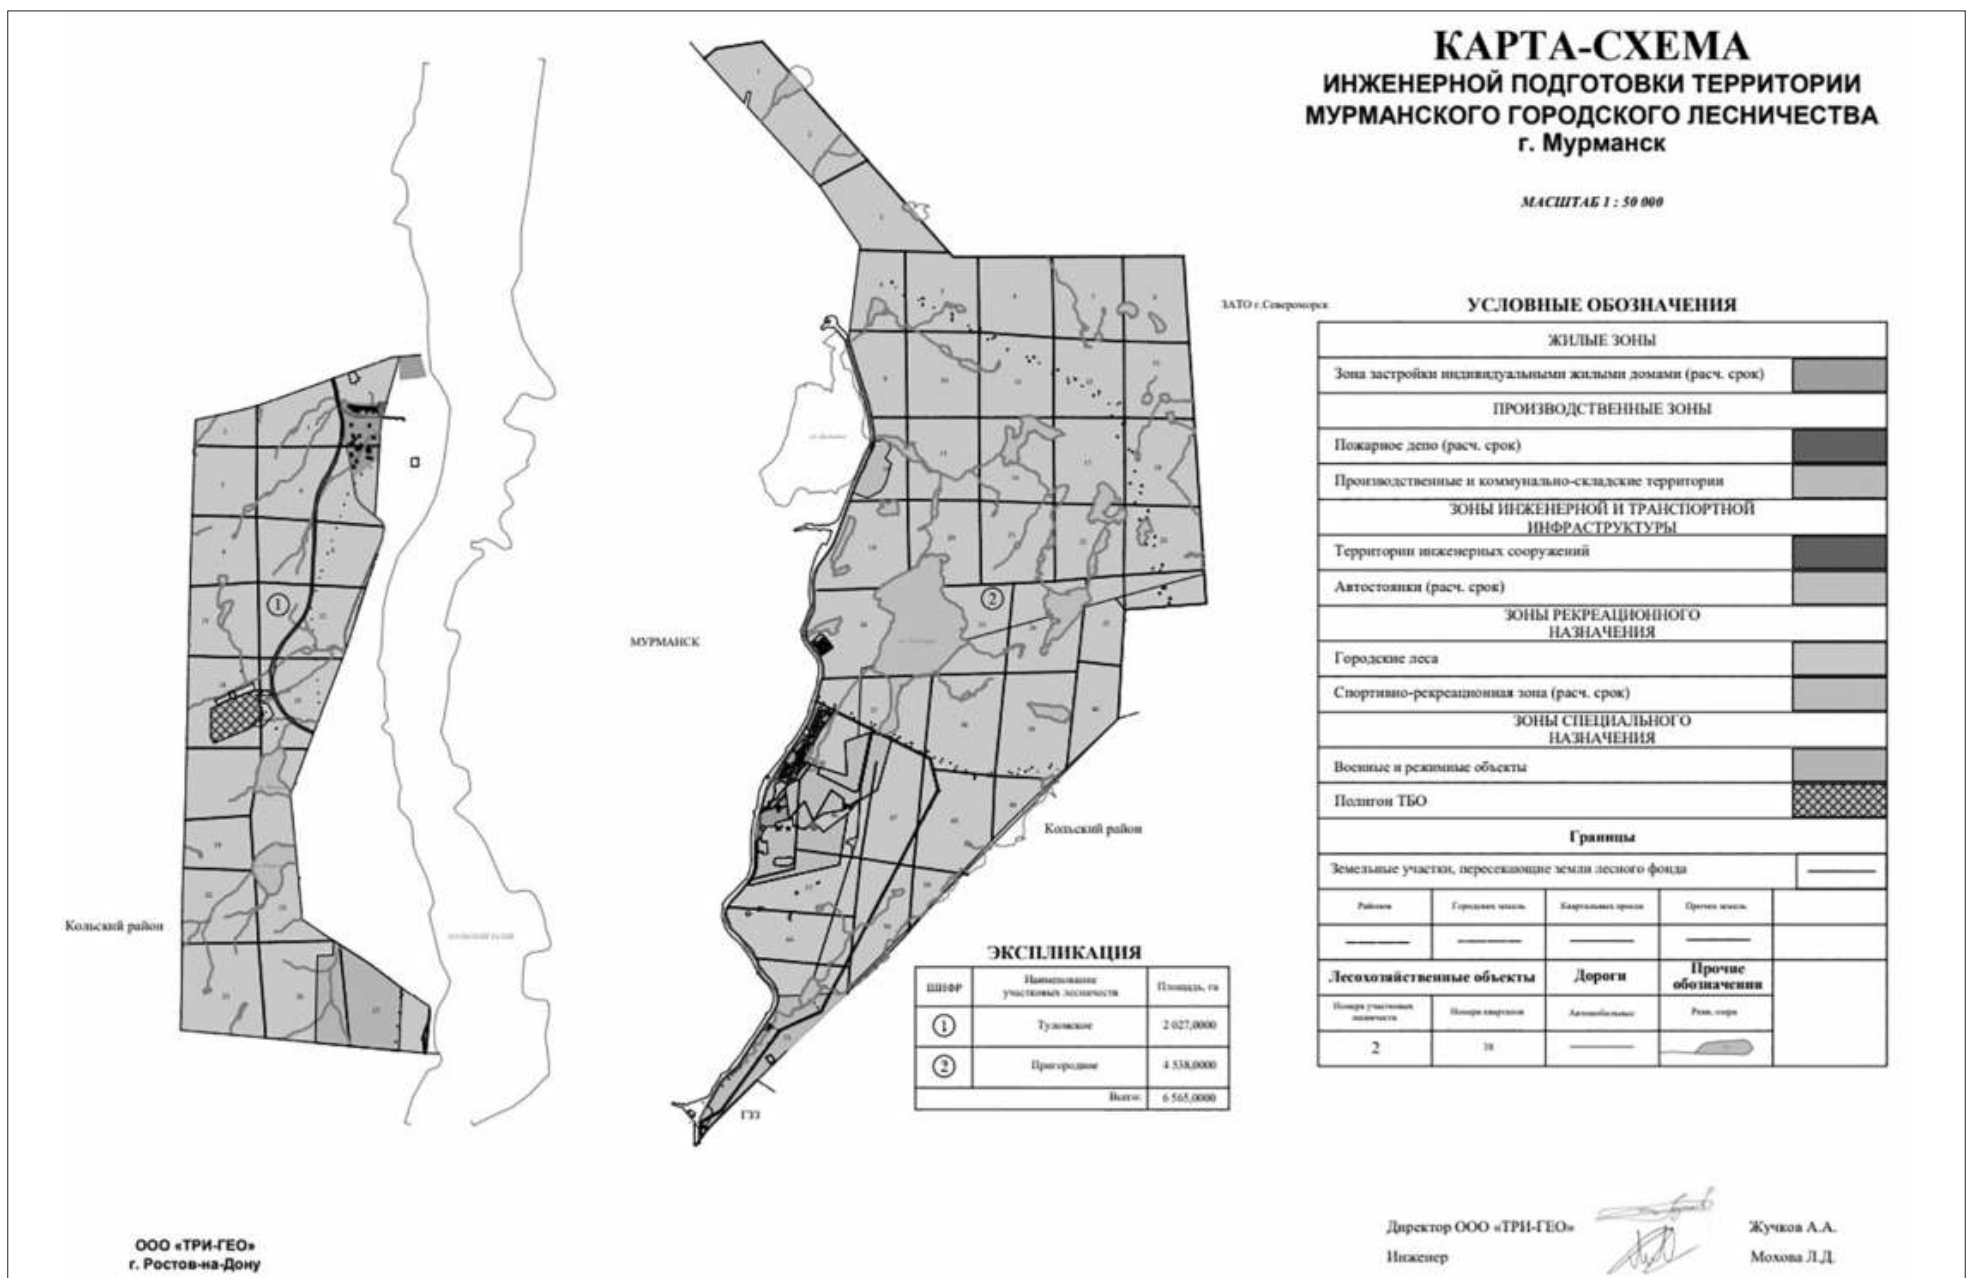 КАРТА-СХЕМА
ИНЖЕНЕРНОЙ ПОДГОТОВКИ ТЕРРИТОРИИ
МУРМАНСКОГО ГОРОДСКОГО ЛЕСНИЧЕСТВА
г. Мурманск
МАСШТАБ 1 : 50 000
ЗАТО г.Североморск
УСЛОВНЫЕ ОБОЗНАЧЕНИЯ
ЖИЛЫЕ ЗОНЫ
Зона застройки индивидуальными жилыми домами (расч. срок)
ПРОИЗВОДСТВЕННЫЕ ЗОНЫ
Пожарное депо (расч. срок)
Производственные и коммунально-складские территории
ЗОНЫ ИНЖЕНЕРНОЙ И ТРАНСПОРТНОЙ
ИНФРАСТРУКТУРЫ
Территории инженерных сооружений
Автостоянки (расч. срок)
ЗОНЫ РЕКРЕАЦИОННОГО
НАЗНАЧЕНИЯ
Городские леса
Спортивно-рекреационная зона (расч. срок)
ЗОНЫ СПЕЦИАЛЬНОГО
НАЗНАЧЕНИЯ
Военные и режимные объекты
Полигон ТБО
Границы
Земельные участки, пересекающие земли лесного фонда
Районов
Городских земель
Квартальных просек
Прочих земель
Лесохозяйственные объекты
Дороги
Прочие
обозначения
Номера участковых
лесничеств
Номера кварталов
Автомобильные
Реки, озера
2
38
1
2
МУРМАНСК
Кольский район
Кольский район
КОЛЬСКИЙ ЗАЛИВ
ГЗЗ
ЭКСПЛИКАЦИЯ
ШИФР
Наименование
участковых лесничеств
Площадь, га
1
Туломское
2 027,0000
2
Пригородное
4 538,0000
Всего:
6 565,0000
ООО «ТРИ-ГЕО»
г. Ростов-на-Дону
Директор ООО «ТРИ-ГЕО»
Жучков А.А.
Инженер
Мохова Л.Д.